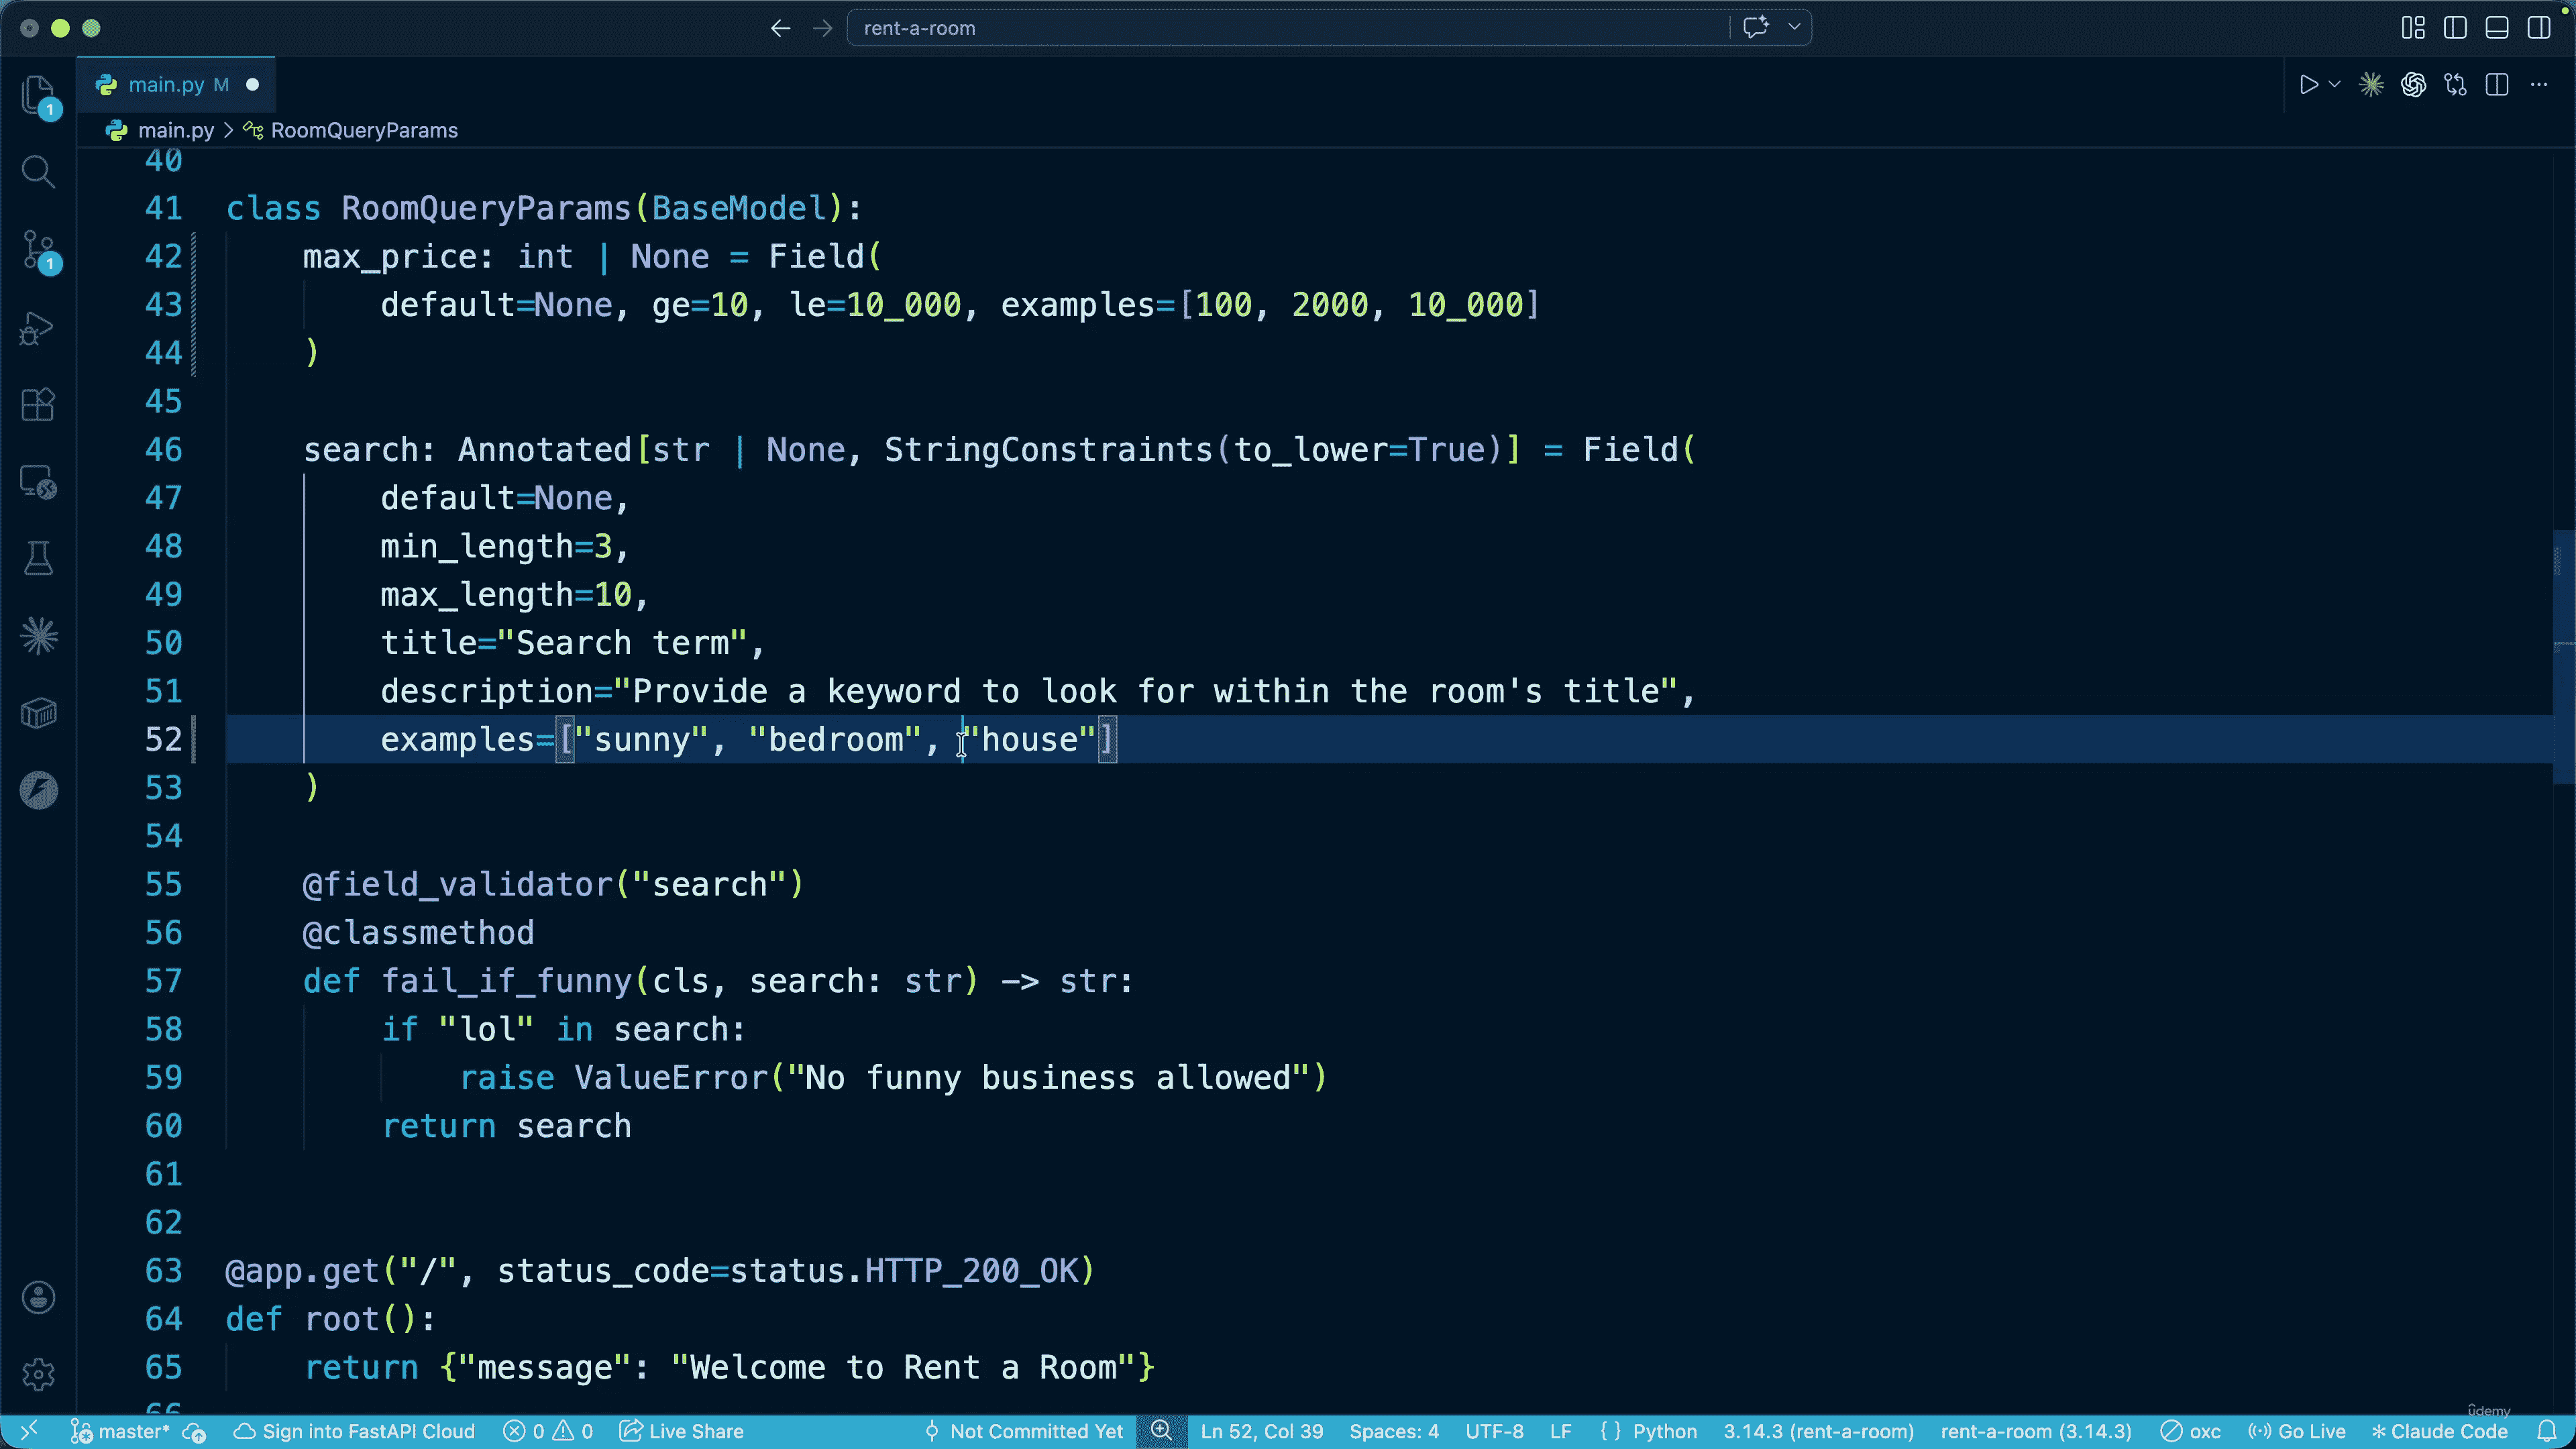 rent-a-room
main.py M
main.py > RoomQueryParams
1
1
40
41 class RoomQueryParams(BaseModel):
42 max_price: int | None = Field(
43 default=None, ge=10, le=10_000, examples=[100, 2000, 10_000]
44 )
45
46 search: Annotated[str | None, StringConstraints(to_lower=True)] = Field(
47 default=None,
48 min_length=3,
49 max_length=10,
50 title="Search term",
51 description="Provide a keyword to look for within the room's title",
52 examples=["sunny", "bedroom", "house"]
53 )
54
55 @field_validator("search")
56 @classmethod
57 def fail_if_funny(cls, search: str) -> str:
58 if "lol" in search:
59 raise ValueError("No funny business allowed")
60 return search
61
62
63 @app.get("/", status_code=status.HTTP_200_OK)
64 def root():
65 return {"message": "Welcome to Rent a Room"}
66
udemy
master* Sign into FastAPI Cloud 0 0 Live Share Not Committed Yet Ln 52, Col 39 Spaces: 4 UTF-8 LF { } Python 3.14.3 (rent-a-room) rent-a-room (3.14.3) oxc Go Live Claude Code